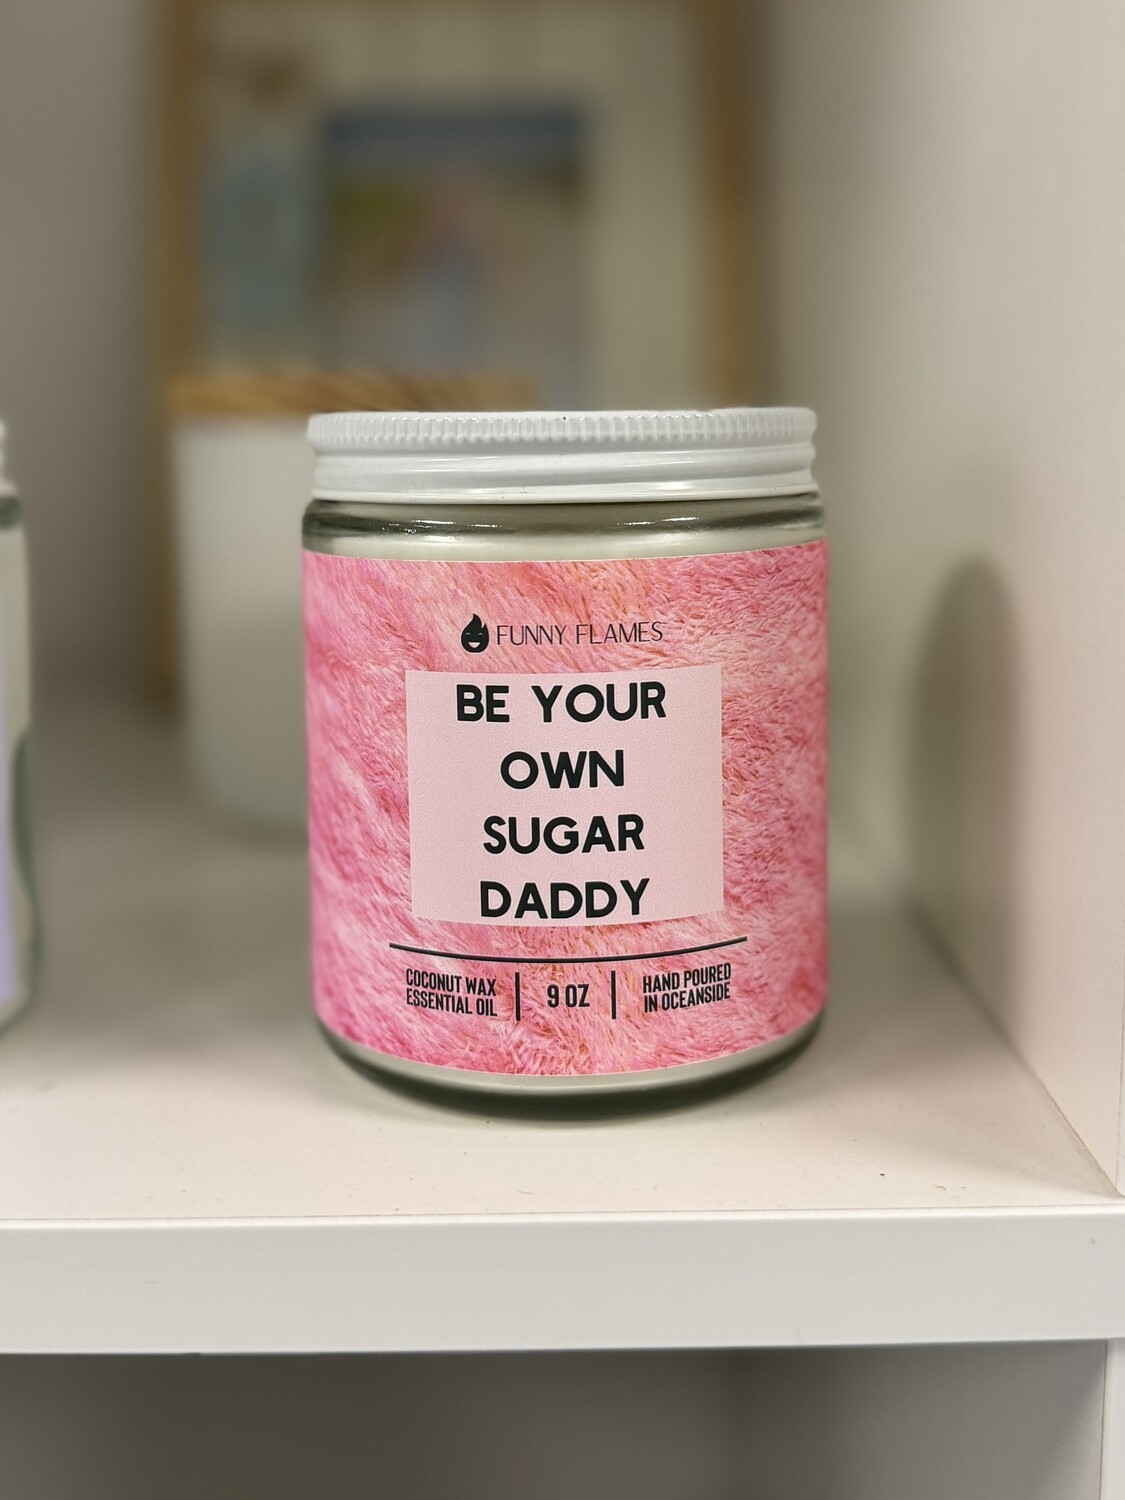 FUNNY FLAMES
BE YOUR
OWN
SUGAR
DADDY
COCONUT WAX
ESSENTIAL OIL
9 OZ
HAND POURED
IN OCEANSIDE